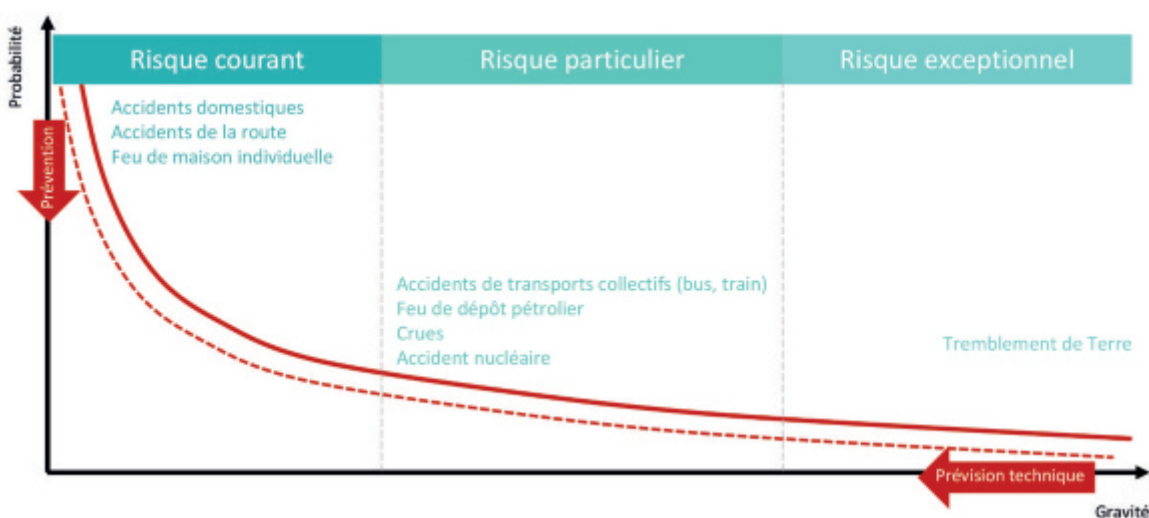 Probabilité
Risque courant
Risque particulier
Risque exceptionnel
Prévention
Accidents domestiques
Accidents de la route
Feu de maison individuelle
Accidents de transports collectifs (bus, train)
Feu de dépôt pétrolier
Crues
Accident nucléaire
Tremblement de Terre
Prévision technique
Gravité